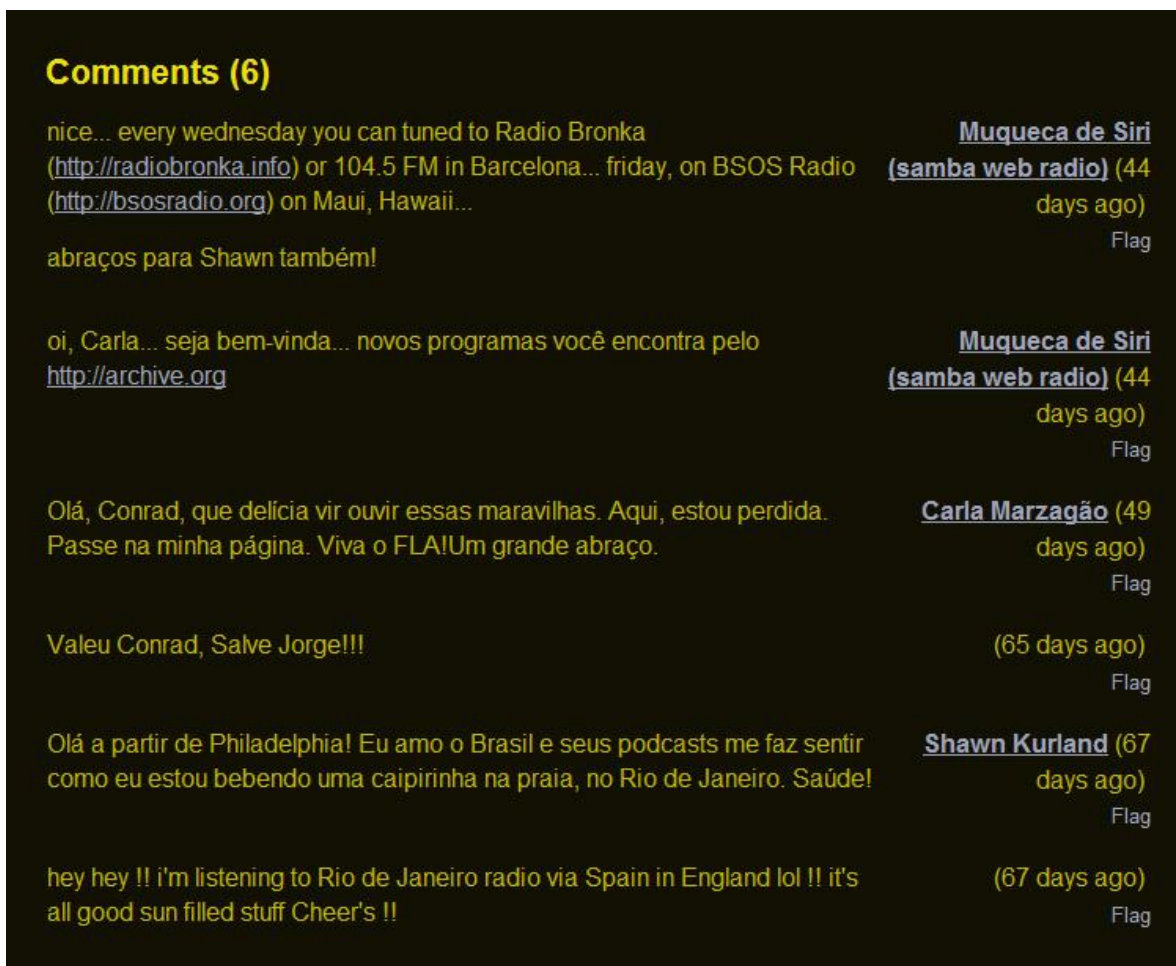 Comments (6)
nice... every wednesday you can tuned to Radio Bronka
(http://radiobronka.info) or 104.5 FM in Barcelona... friday, on BSOS Radio
(http://bsosradio.org) on Maui, Hawaii...
abraços para Shawn também!
Muqueca de Siri
(samba web radio) (44
days ago)
Flag
oi, Carla... seja bem-vinda... novos programas você encontra pelo
http://archive.org
Muqueca de Siri
(samba web radio) (44
days ago)
Flag
Olá, Conrad, que delícia vir ouvir essas maravilhas. Aqui, estou perdida.
Passe na minha página. Viva o FLA!Um grande abraço.
Carla Marzagão (49
days ago)
Flag
Valeu Conrad, Salve Jorge!!!
(65 days ago)
Flag
Olá a partir de Philadelphia! Eu amo o Brasil e seus podcasts me faz sentir
como eu estou bebendo uma caipirinha na praia, no Rio de Janeiro. Saúde!
Shawn Kurland (67
days ago)
Flag
hey hey !! i'm listening to Rio de Janeiro radio via Spain in England lol !! it's
all good sun filled stuff Cheer's !!
(67 days ago)
Flag